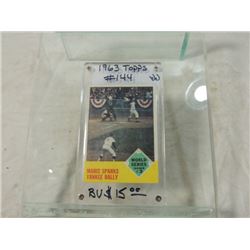 1963 TOPPS
#144
MARIS SPARKS
YANKEE RALLY
WORLD
SERIES
BV $15.00